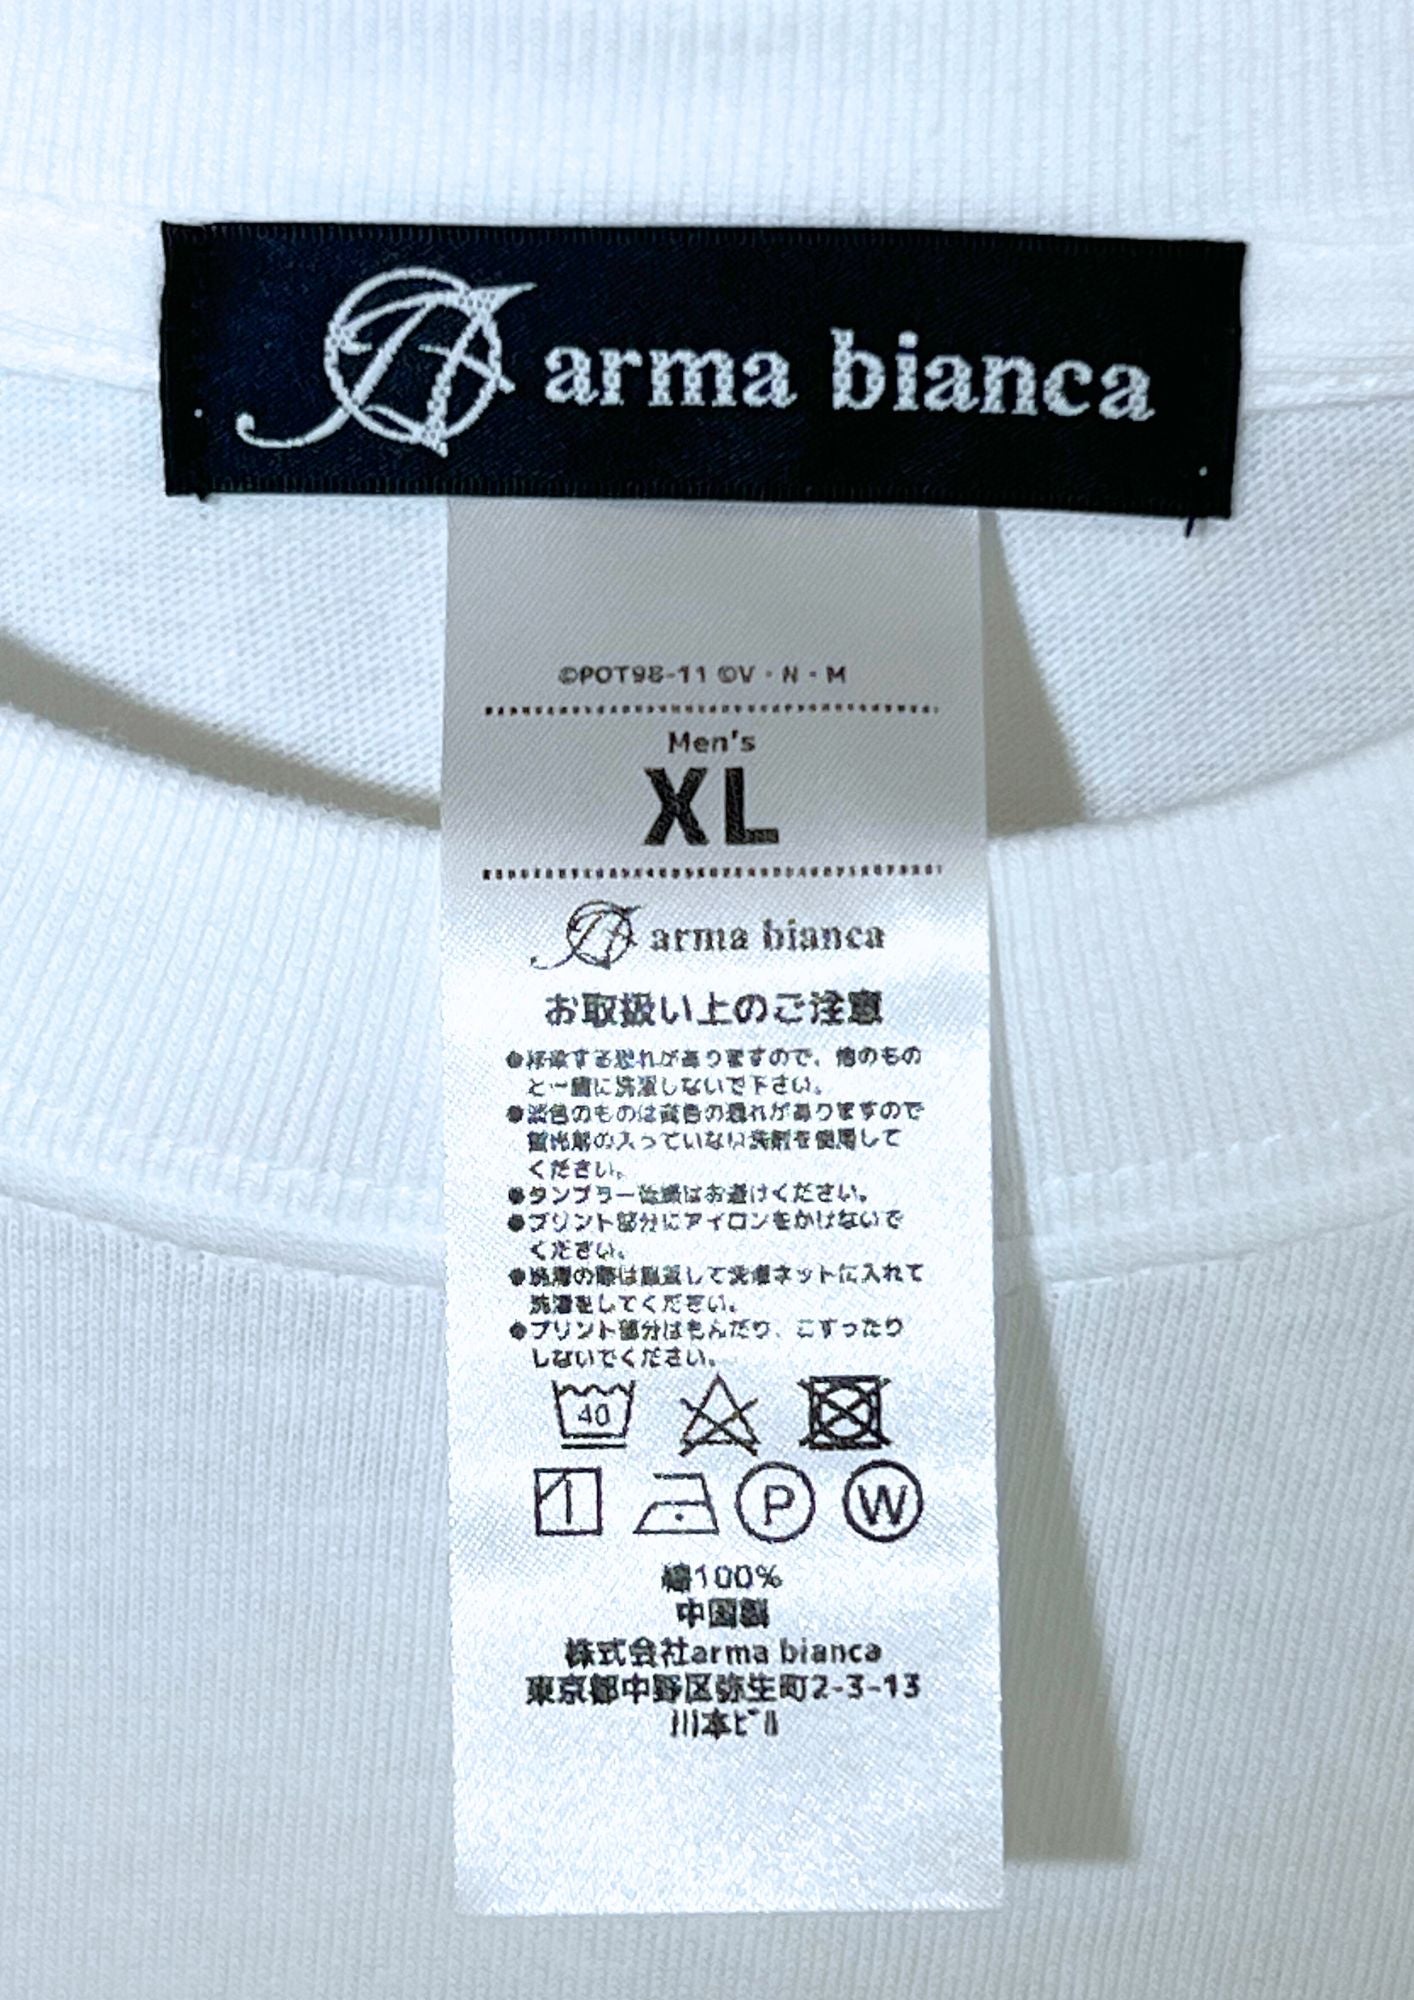 arma bianca
©POT98-11 ©V・N・M
Men's
XL
arma bianca
お取扱い上のご注意
●移染する恐れがありますので、他のもの
と一緒に洗濯しないで下さい。
●淡色のものは変色の恐れがありますので
蛍光剤の入っていない洗剤を使用して
ください。
●タンブラー乾燥はお避けください。
●プリント部分にアイロンをかけないで
ください。
●洗濯の際は裏返して洗濯ネットに入れて
洗濯をしてください。
●プリント部分はもんだり、こすったり
しないでください。
40
P W
綿100%
中国製
株式会社arma bianca
東京都中野区弥生町2-3-13
川本ビル